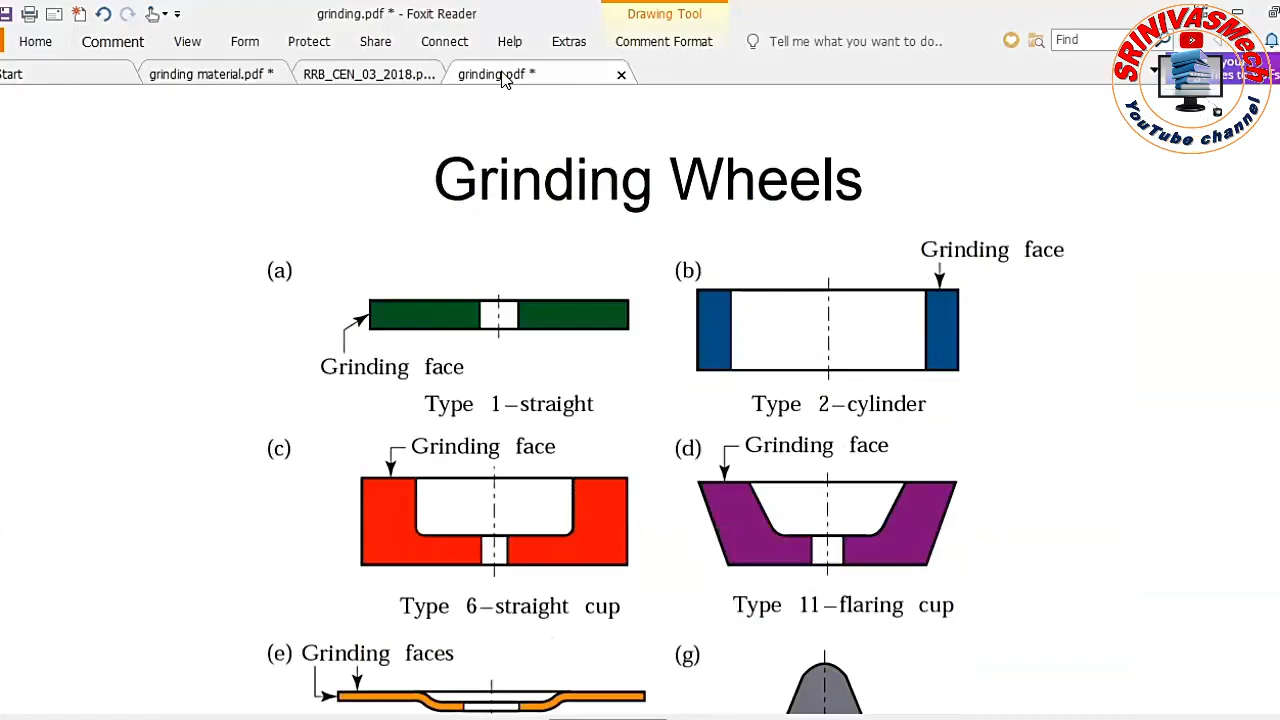 grinding.pdf * - Foxit Reader
Drawing Tool
Home Comment View Form Protect Share Connect Help Extras Comment Format Tell me what you want to do.. Find
Start grinding material.pdf * RRB_CEN_03_2018.p... grinding.pdf *
SRINIVASMech
YouTube channel
Grinding Wheels
(a)
Grinding face
Type 1–straight
(b)
Grinding face
Type 2–cylinder
(c)
Grinding face
Type 6–straight cup
(d)
Grinding face
Type 11–flaring cup
(e) Grinding faces
(g)